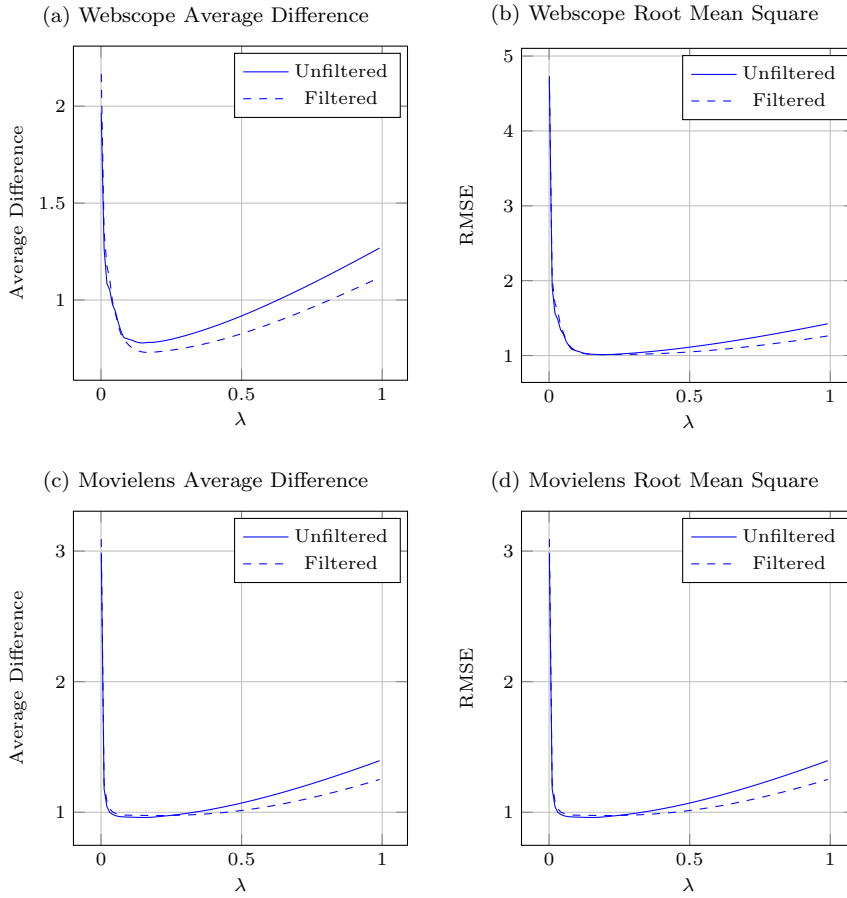 (a) Webscope Average Difference
2
1.5
1
0
0.5
1
λ
Average Difference
Unfiltered
Filtered
(b) Webscope Root Mean Square
5
4
3
2
1
0
0.5
1
λ
RMSE
Unfiltered
Filtered
(c) Movielens Average Difference
3
2
1
0
0.5
1
λ
Average Difference
Unfiltered
Filtered
(d) Movielens Root Mean Square
3
2
1
0
0.5
1
λ
RMSE
Unfiltered
Filtered